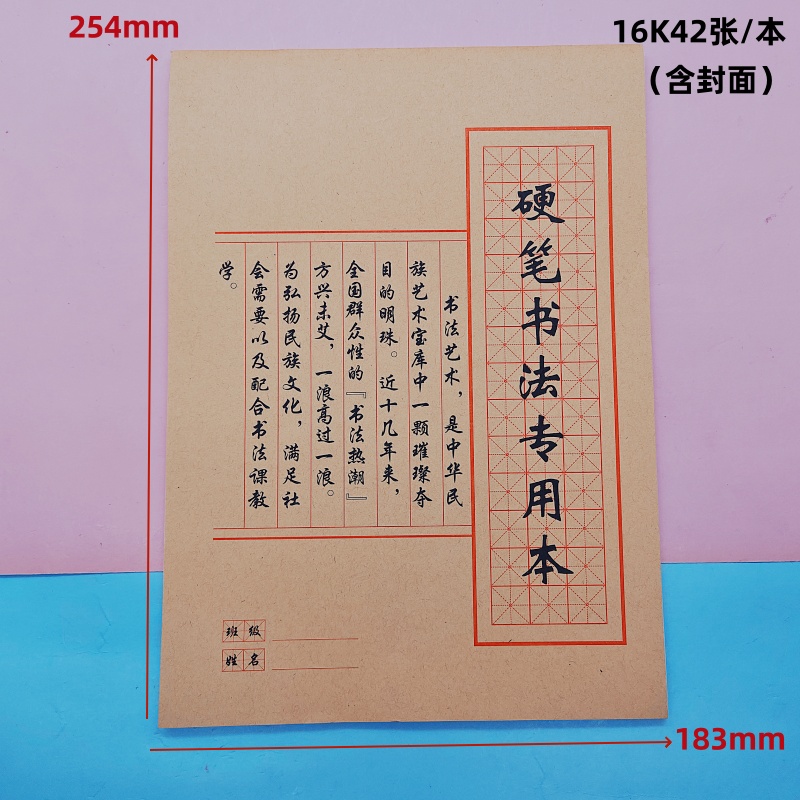 254mm
16K42张/本
（含封面）
硬笔书法专用本
书法艺术，是中华民
族艺术宝库中一颗璀璨夺
目的明珠。近十几年来，
全国群众性的『书法热潮』
方兴未艾，一浪高过一浪。
为弘扬民族文化，满足社
会需要以及配合书法课教
学。
班级
姓名
183mm